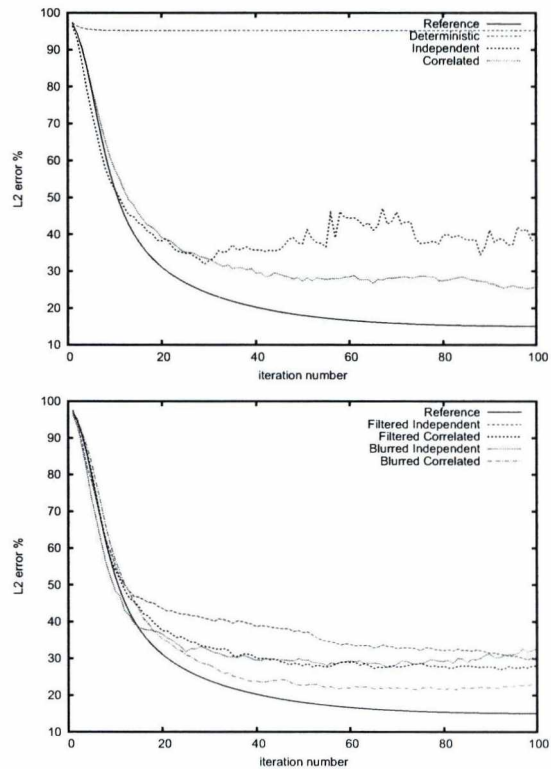 100
90
80
70
60
50
40
30
20
10
L2 error %
Reference
Deterministic
Independent
Correlated
0 20 40 60 80 100
iteration number
100
90
80
70
60
50
40
30
20
10
L2 error %
Reference
Filtered Independent
Filtered Correlated
Blurred Independent
Blurred Correlated
0 20 40 60 80 100
iteration number